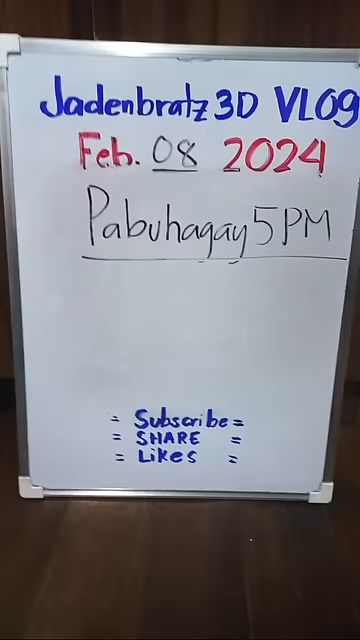 Jadenbratz 3D VLOG
Feb. 08 2024
Pabuhagay 5PM
= Subscribe =
= SHARE =
= Likes =